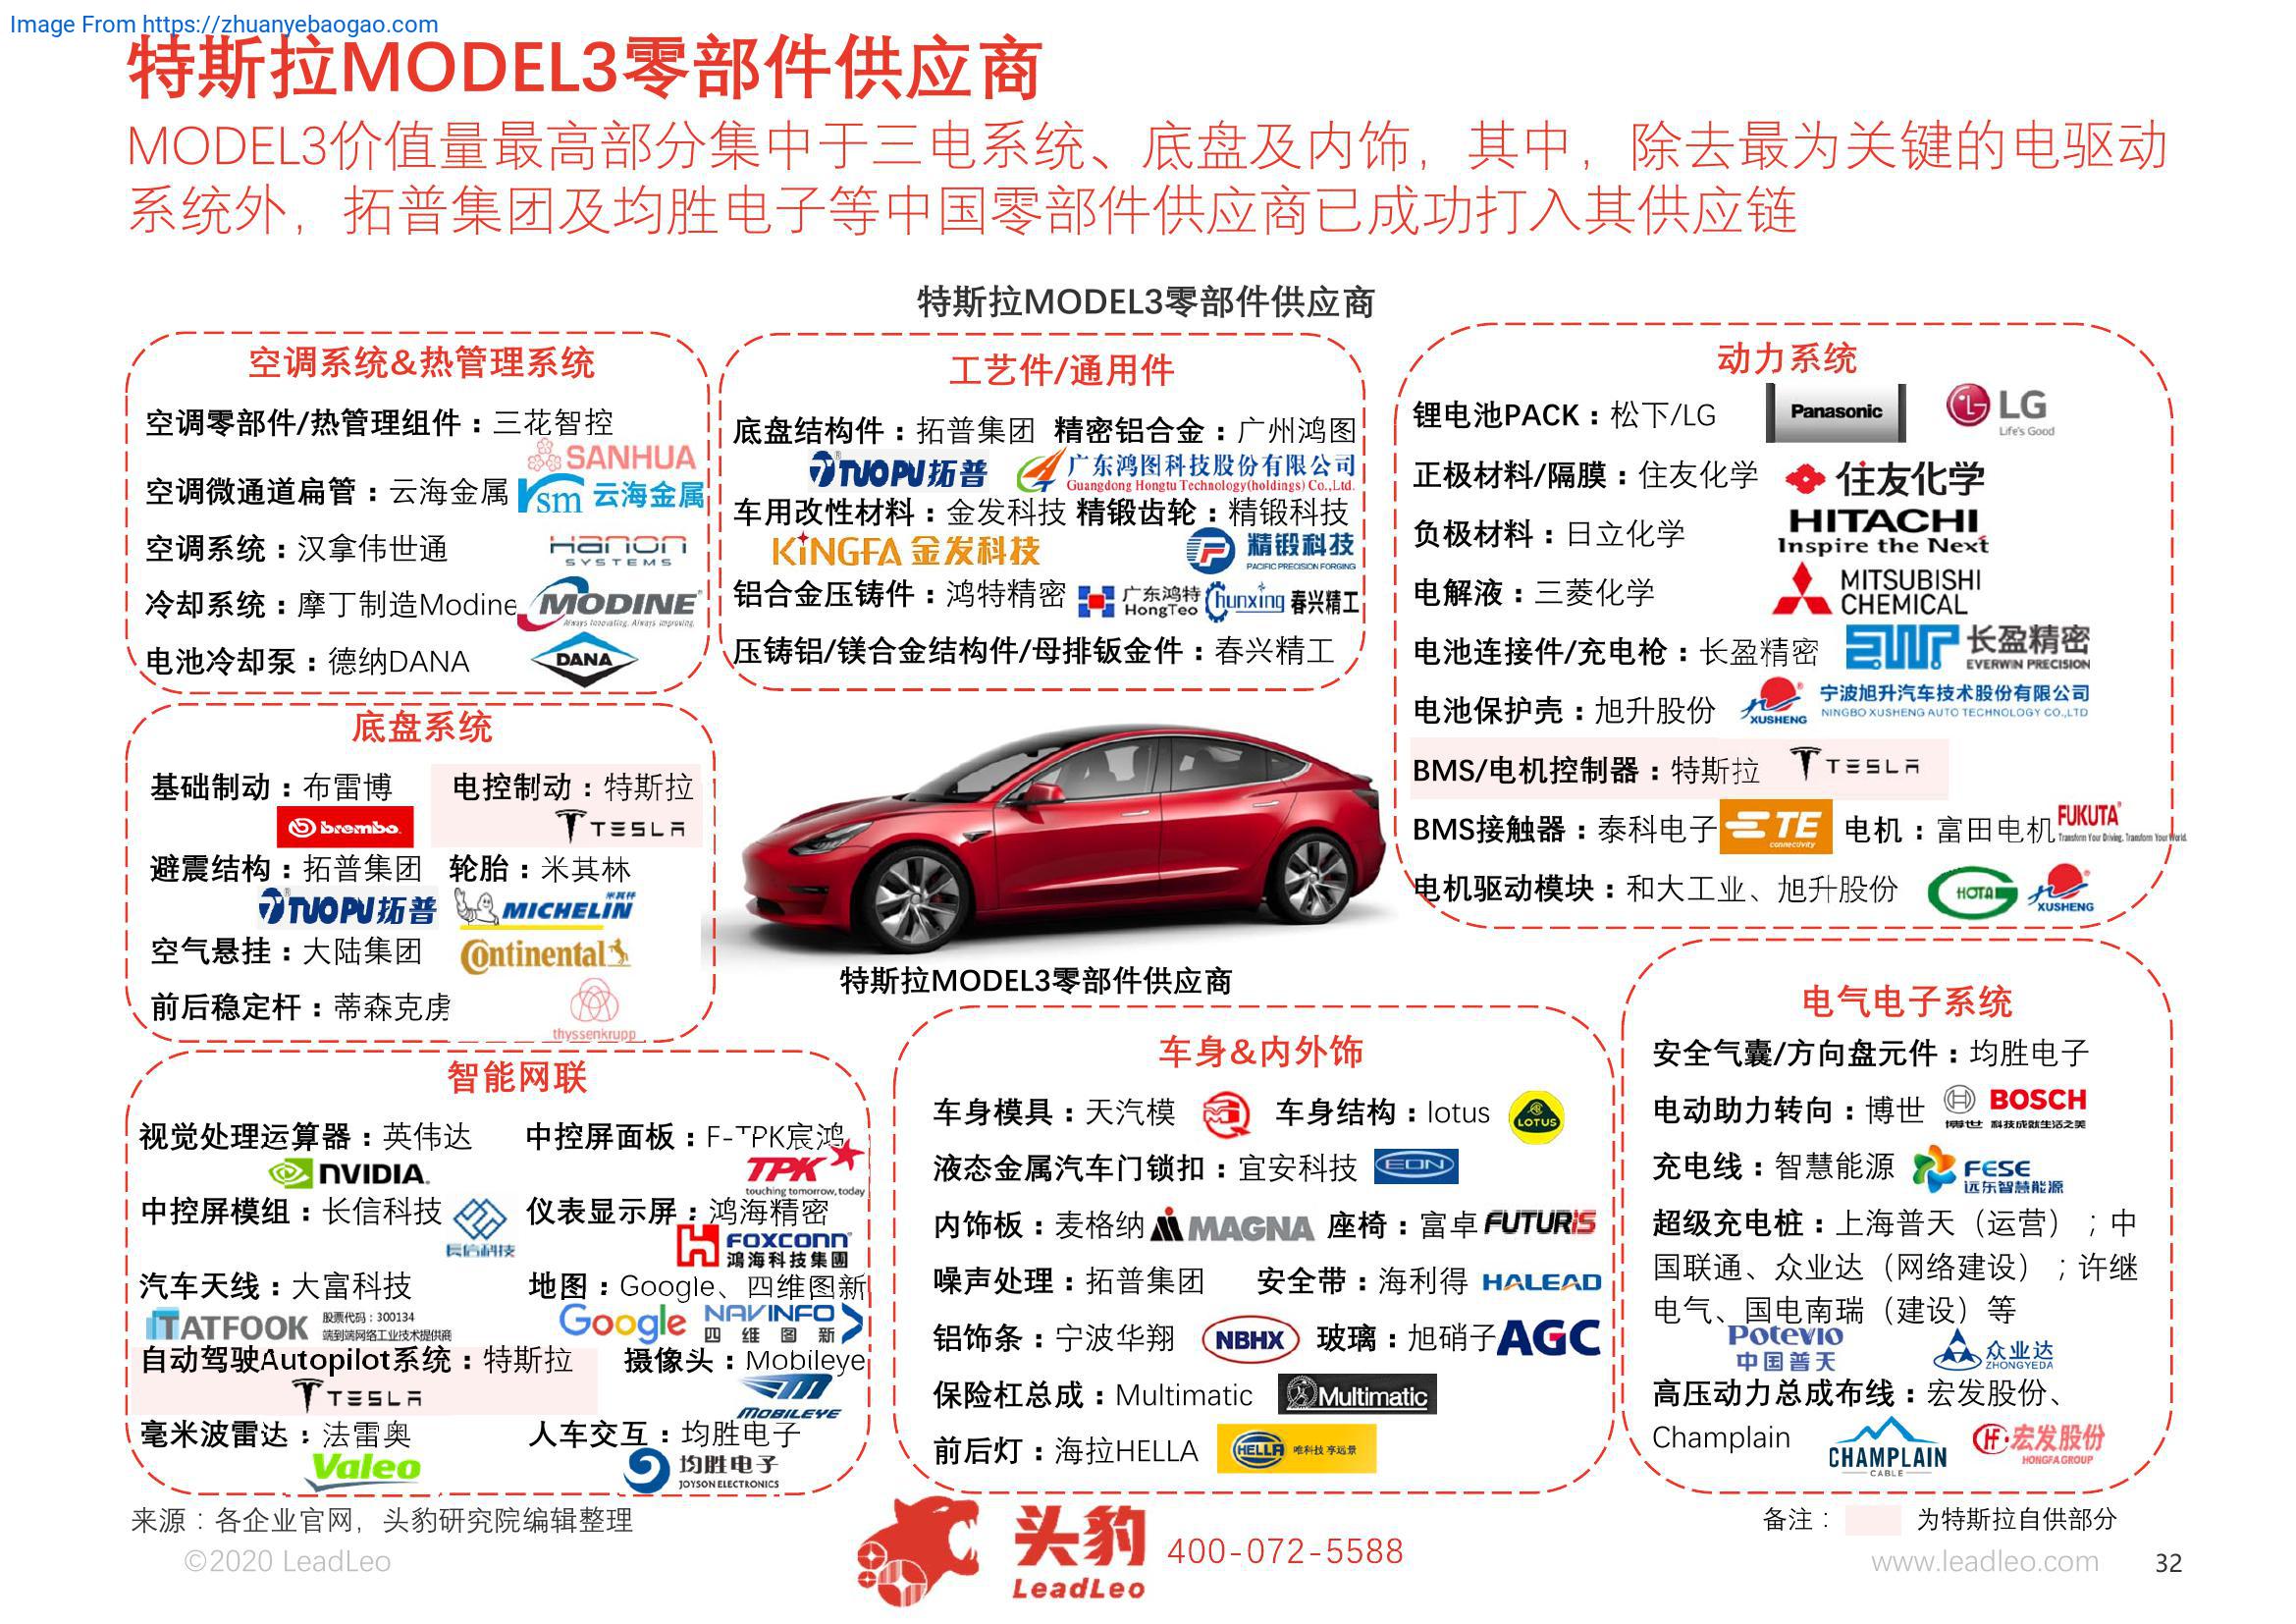 Image From https://zhuanyebaogao.com
特斯拉MODEL3零部件供应商
MODEL3价值量最高部分集中于三电系统、底盘及内饰，其中，除去最为关键的电驱动
系统外，拓普集团及均胜电子等中国零部件供应商已成功打入其供应链
特斯拉MODEL3零部件供应商
空调系统&热管理系统
空调零部件/热管理组件：三花智控
SANHUA
空调微通道扁管：云海金属 rsm 云海金属
空调系统：汉拿伟世通 Hanon SYSTEMS
冷却系统：摩丁制造Modine MODINE
Always Innovating. Always Improving.
电池冷却泵：德纳DANA DANA
工艺件/通用件
底盘结构件：拓普集团 精密铝合金：广州鸿图
TUOPU拓普 广东鸿图科技股份有限公司
Guangdong Hongtu Technology(holdings) Co.,Ltd.
车用改性材料：金发科技 精锻齿轮：精锻科技
KINGFA 金发科技 精锻科技
PACIFIC PRECISION FORGING
铝合金压铸件：鸿特精密 广东鸿特 HongTeo Chunxing 春兴精工
压铸铝/镁合金结构件/母排钣金件：春兴精工
动力系统
锂电池PACK：松下/LG Panasonic LG
Life's Good
正极材料/隔膜：住友化学 住友化学
负极材料：日立化学 HITACHI
Inspire the Next
电解液：三菱化学 MITSUBISHI
CHEMICAL
电池连接件/充电枪：长盈精密 EWP 长盈精密
EVERWIN PRECISION
电池保护壳：旭升股份 XUSHENG 宁波旭升汽车技术股份有限公司
NINGBO XUSHENG AUTO TECHNOLOGY CO.,LTD
BMS/电机控制器：特斯拉 TESLA
BMS接触器：泰科电子 TE connectivity 电机：富田电机 FUKUTA
Transform Your Driving. Transform Your World.
电机驱动模块：和大工业、旭升股份 HOTA XUSHENG
底盘系统
基础制动：布雷博 电控制动：特斯拉
brembo TESLA
避震结构：拓普集团 轮胎：米其林
TUOPU拓普 米其林 MICHELIN
空气悬挂：大陆集团 Continental
前后稳定杆：蒂森克虏
thyssenkrupp
特斯拉MODEL3零部件供应商
智能网联
视觉处理运算器：英伟达 中控屏面板：F-TPK宸鸿
NVIDIA. TPK
touching tomorrow, today
中控屏模组：长信科技 仪表显示屏：鸿海精密
長信科技 FOXCONN
鴻海科技集團
汽车天线：大富科技 地图：Google、四维图新
TATFOOK 股票代码：300134 Google NAVINFO
端到端网络工业技术提供商 四维图新
自动驾驶Autopilot系统：特斯拉 摄像头：Mobileye
TESLA MOBILEYE
毫米波雷达：法雷奥 人车交互：均胜电子
Valeo 均胜电子
JOYSON ELECTRONICS
车身&内外饰
车身模具：天汽模 车身结构：lotus LOTUS
液态金属汽车门锁扣：宜安科技 EON
内饰板：麦格纳 MAGNA 座椅：富卓 FUTURIS
噪声处理：拓普集团 安全带：海利得 HALEAD
铝饰条：宁波华翔 NBHX 玻璃：旭硝子 AGC
保险杠总成：Multimatic Multimatic
前后灯：海拉HELLA HELLA 唯科技 享远景
电气电子系统
安全气囊/方向盘元件：均胜电子
电动助力转向：博世 BOSCH
博世 科技成就生活之美
充电线：智慧能源 FESE
远东智慧能源
超级充电桩：上海普天（运营）；中
国联通、众业达（网络建设）；许继
电气、国电南瑞（建设）等
Potevio 众业达
中国普天 ZHONGYEDA
高压动力总成布线：宏发股份、
Champlain CHAMPLAIN CABLE HF 宏发股份
HONGFA GROUP
来源：各企业官网，头豹研究院编辑整理
备注： 为特斯拉自供部分
©2020 LeadLeo
头豹
LeadLeo
400-072-5588
www.leadleo.com
32